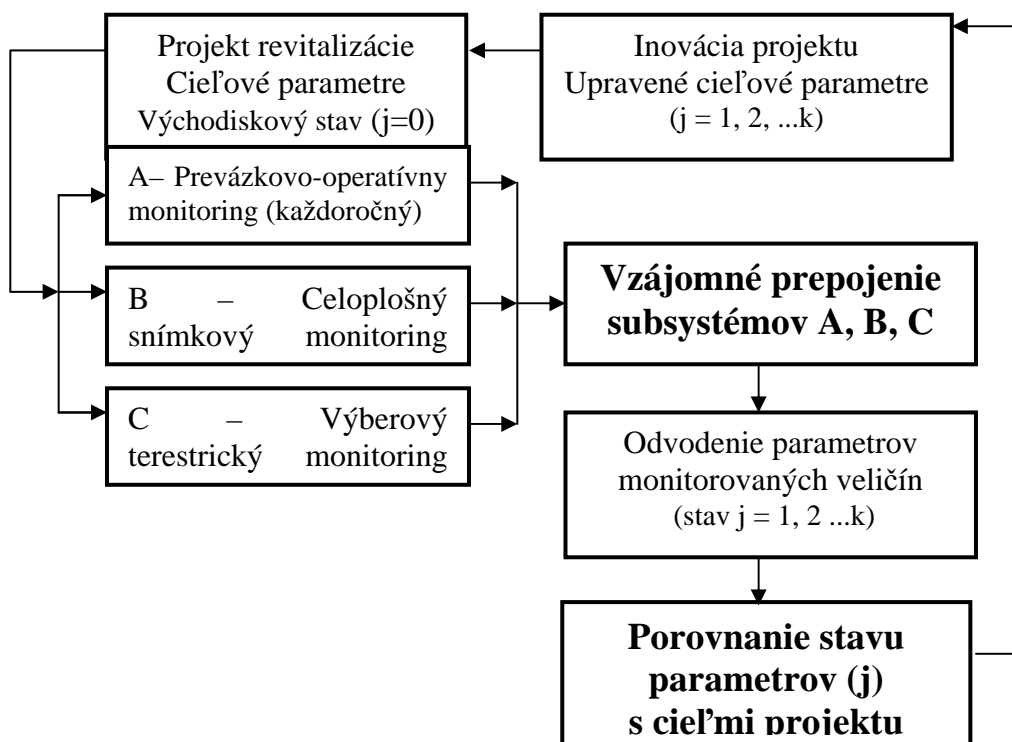 Projekt revitalizácie
Cieľové parametre
Východiskový stav (j=0)
Inovácia projektu
Upravené cieľové parametre
(j = 1, 2, ...k)
A– Prevázkovo-operatívny
monitoring (každoročný)
B – Celoplošný
snímkový monitoring
C – Výberový
terestrický monitoring
Vzájomné prepojenie
subsystémov A, B, C
Odvodenie parametrov
monitorovaných veličín
(stav j = 1, 2 ...k)
Porovnanie stavu
parametrov (j)
s cieľmi projektu